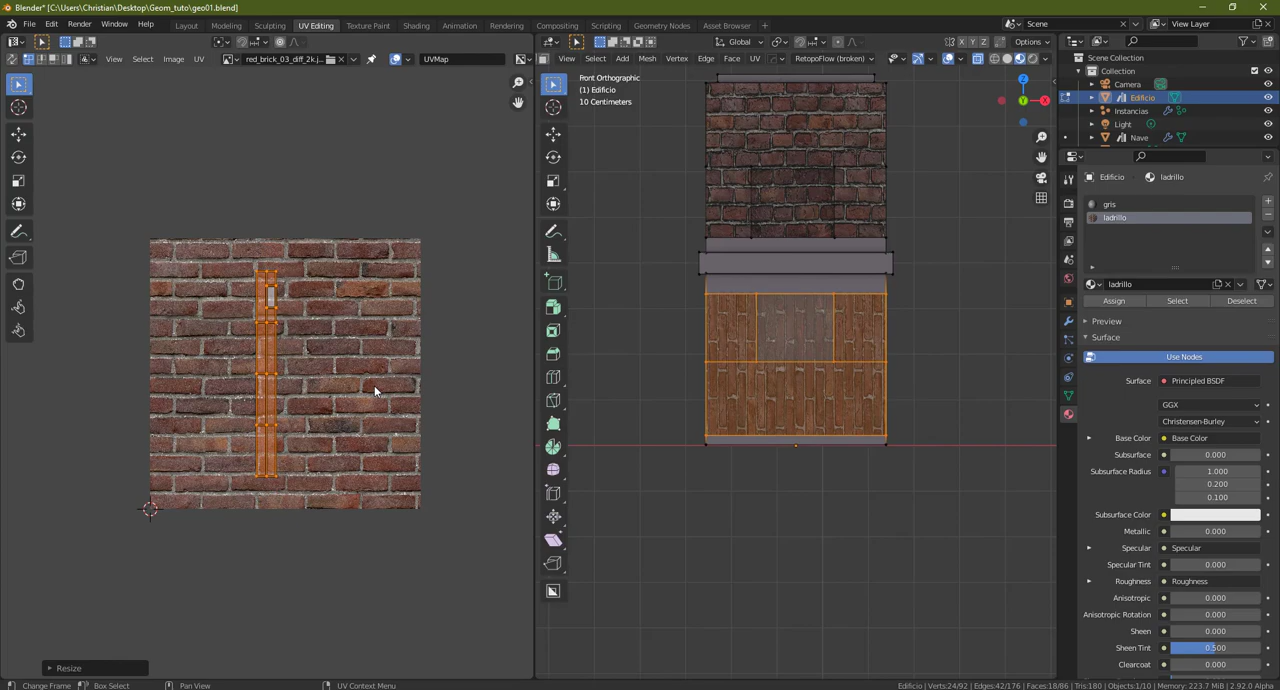 Blender* [C:\Users\Christian\Desktop\Geom_tuto\geo01.blend]
File Edit Render Window Help Layout Modeling Sculpting UV Editing Texture Paint Shading Animation Rendering Compositing Scripting Geometry Nodes Asset Browser + Scene View Layer
Global Options
View Select Image UV red_brick_03_diff_2k.j... UVMap View Select Add Mesh Vertex Edge Face UV RetopoFlow (broken) X Y Z
Scene Collection
Collection
Camera
Edificio
Instancias
Light
Nave
Front Orthographic
(1) Edificio
10 Centimeters
Z
Y
X
Edificio ladrillo
gris
ladrillo
ladrillo
Assign Select Deselect
Preview
Surface
Use Nodes
Surface Principled BSDF
GGX
Christensen-Burley
Base Color Base Color
Subsurface 0.000
Subsurface Radius 1.000
0.200
0.100
Subsurface Color
Metallic 0.000
Specular Specular
Specular Tint 0.000
Roughness Roughness
Anisotropic 0.000
Anisotropic Rotation 0.000
Sheen 0.000
Sheen Tint 0.500
Clearcoat 0.000
Resize
Change Frame Box Select Pan View UV Context Menu Edificio | Verts:24/92 | Edges:42/176 | Faces:18/86 | Tris:180 | Objects:1/10 | Memory: 223.7 MiB | 2.92.0 Alpha